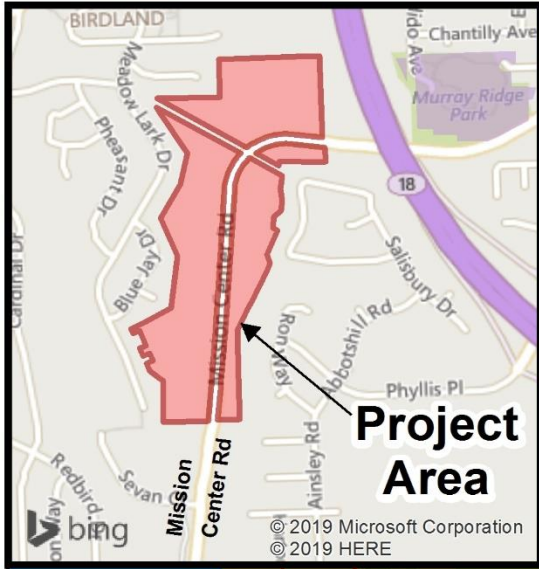 BIRDLAND
Meadow Lark Dr
Pheasant Dr
Blue Jay Dr
Cardinal Dr
Chantilly Ave
Murray Ridge
Park
18
Mission Center Rd
Salisbury Dr
Ron Way
Abbotshill Rd
Phyllis Pl
Ainsley Rd
Project
Area
Sevan
Mission
Center Rd
bing
© 2019 Microsoft Corporation
© 2019 HERE